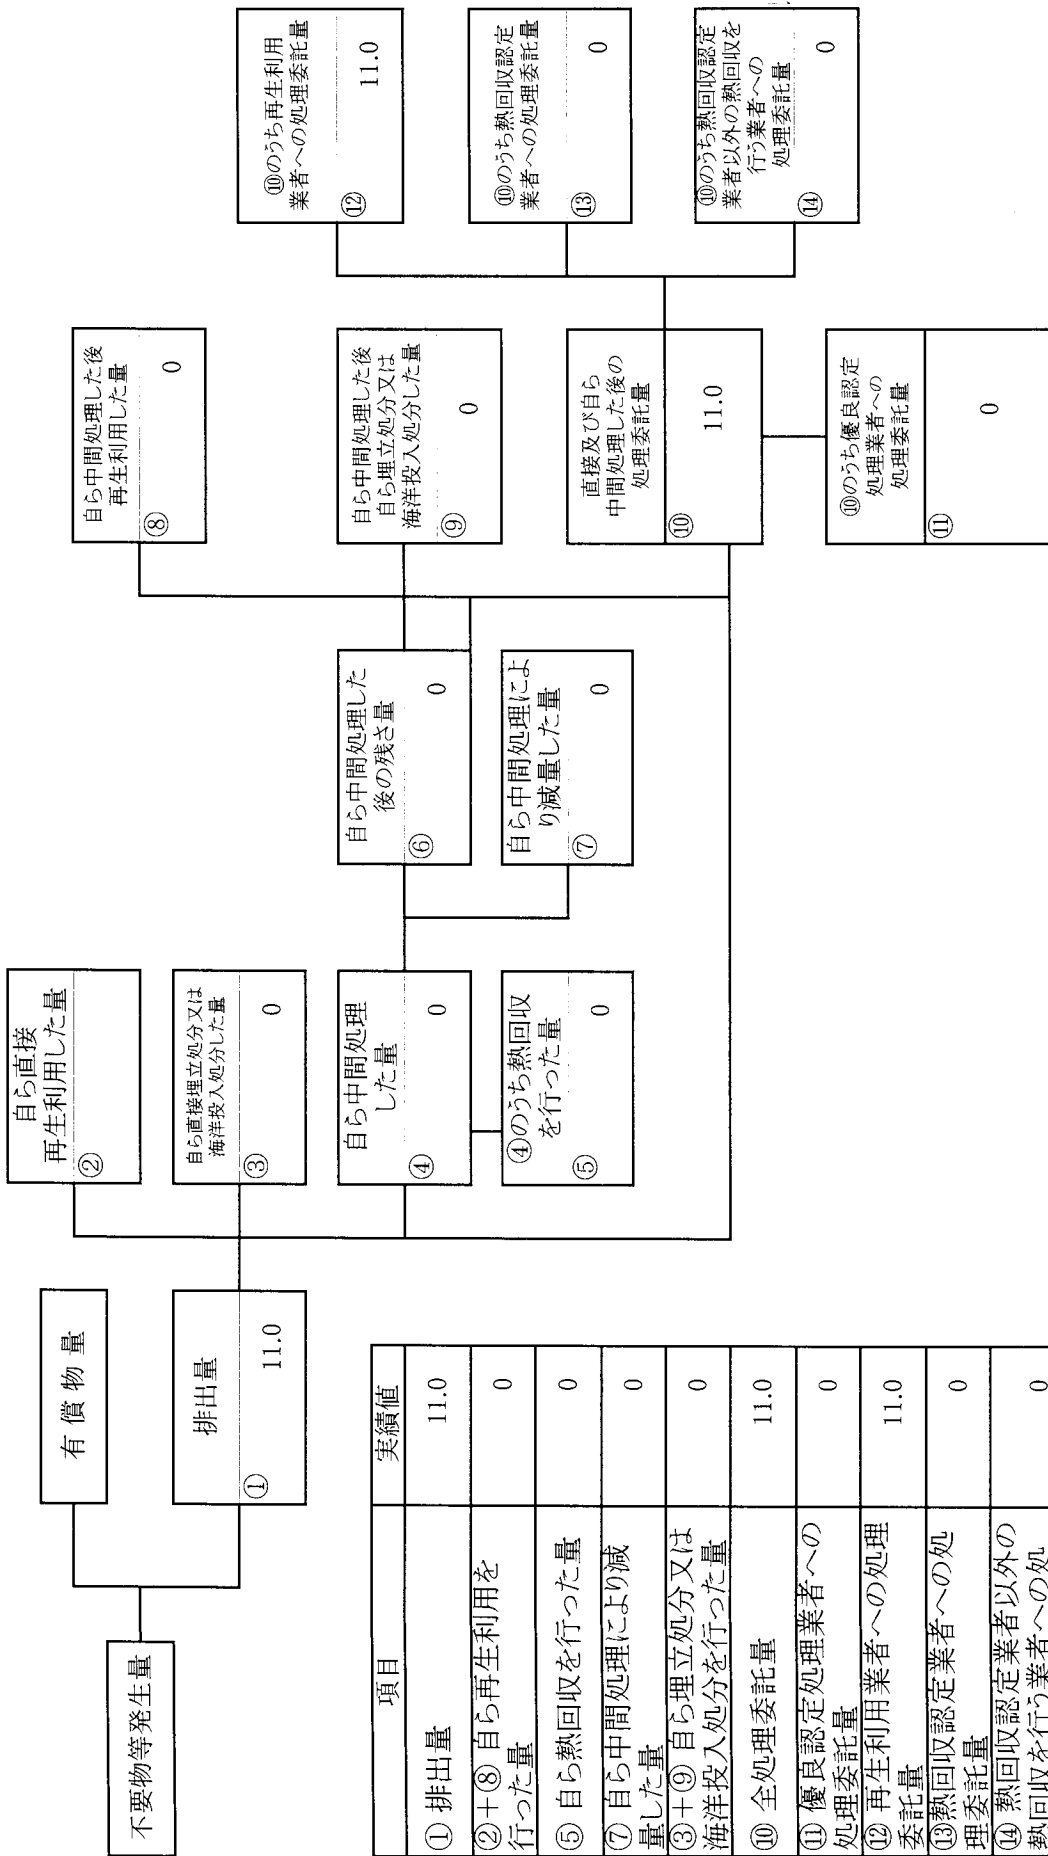 不要物等発生量
有償物量
排出量
① 11.0
自ら直接
再生利用した量
②
自ら直接埋立処分又は
海洋投入処分した量
③ 0
自ら中間処理
した量
④ 0
④のうち熱回収
を行った量
⑤ 0
自ら中間処理した
後の残さ量
⑥ 0
自ら中間処理によ
り減量した量
⑦ 0
自ら中間処理した後
再生利用した量
⑧ 0
自ら中間処理した後
自ら埋立処分又は
海洋投入処分した量
⑨ 0
直接及び自ら
中間処理した後の
処理委託量
⑩ 11.0
⑩のうち優良認定
処理業者への
処理委託量
⑪ 0
⑩のうち再生利用
業者への処理委託量
⑫ 11.0
⑩のうち熱回収認定
業者への処理委託量
⑬ 0
⑩のうち熱回収認定
業者以外の熱回収を
行う業者への
処理委託量
⑭ 0
項目 実績値
① 排出量 11.0
②+⑧ 自ら再生利用を
行った量 0
⑤ 自ら熱回収を行った量 0
⑦ 自ら中間処理により減
量した量 0
③+⑨ 自ら埋立処分又は
海洋投入処分を行った量 0
⑩ 全処理委託量 11.0
⑪ 優良認定処理業者への
処理委託量 0
⑫ 再生利用業者への処理
委託量 11.0
⑬熱回収認定業者への処
理委託量 0
⑭ 熱回収認定業者以外の
熱回収を行う業者への処 0